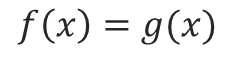 f(x) = g(x)